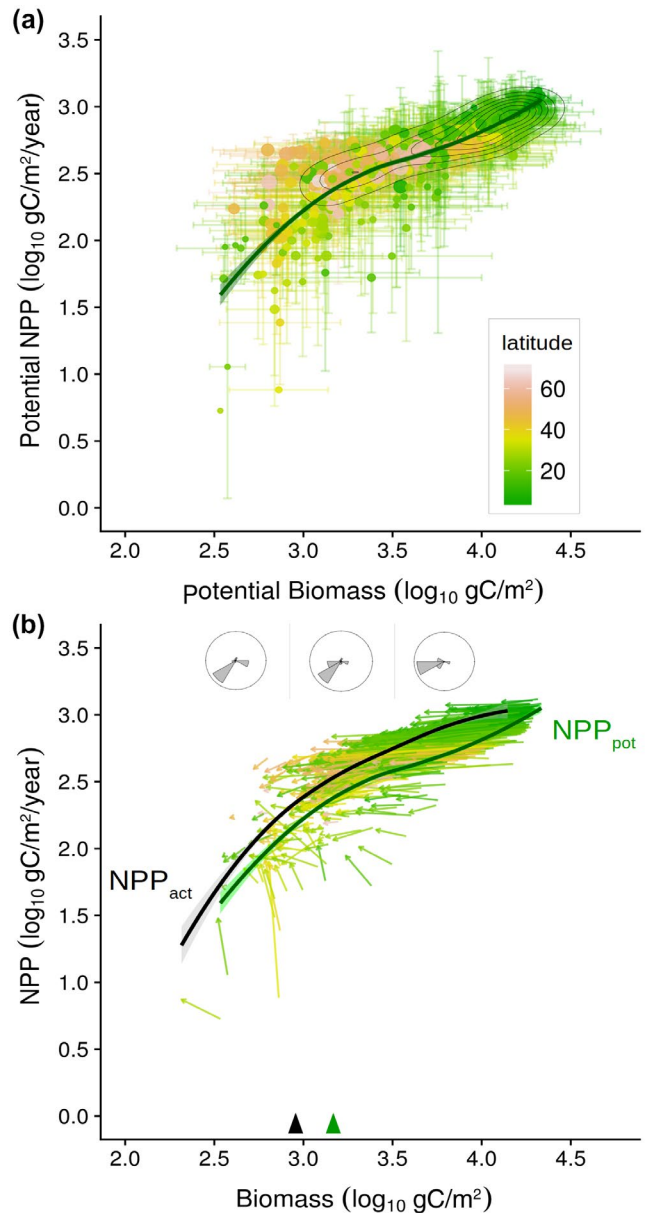 (a)
3.5
3.0
2.5
2.0
1.5
1.0
0.5
0.0
Potential NPP (log10 gC/m2/year)
latitude
60
40
20
2.0 2.5 3.0 3.5 4.0 4.5
potential Biomass (log10 gC/m2)
(b)
3.5
3.0
2.5
2.0
1.5
1.0
0.5
0.0
NPP (log10 gC/m2/year)
NPPpot
NPPact
2.0 2.5 3.0 3.5 4.0 4.5
Biomass (log10 gC/m2)